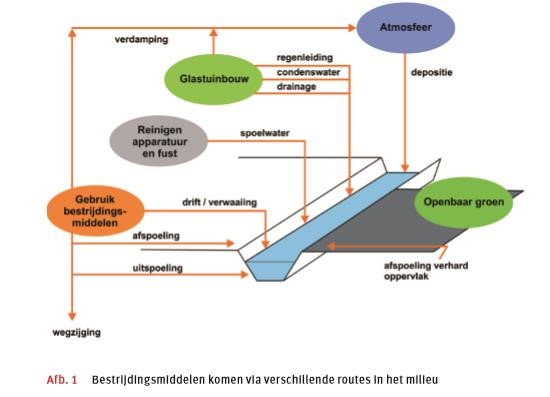 Atmosfeer
verdamping
regenleiding
Glastuinbouw
condenswater
depositie
drainage
Reinigen
apparatuur
en fust
spoelwater
Gebruik
bestrijdings-
middelen
drift / verwaaiing
Openbaar groen
afspoeling
uitspoeling
afspoeling verhard
oppervlak
wegzijging
Afb. 1 Bestrijdingsmiddelen komen via verschillende routes in het milieu